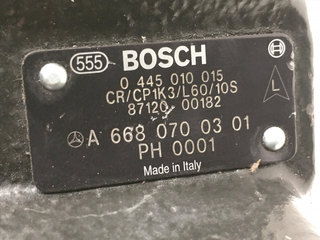 555 BOSCH
0 445 010 015
CR/CP1K3/L60/10S
87120 00182
L
A 668 070 03 01
PH 0001
Made in Italy